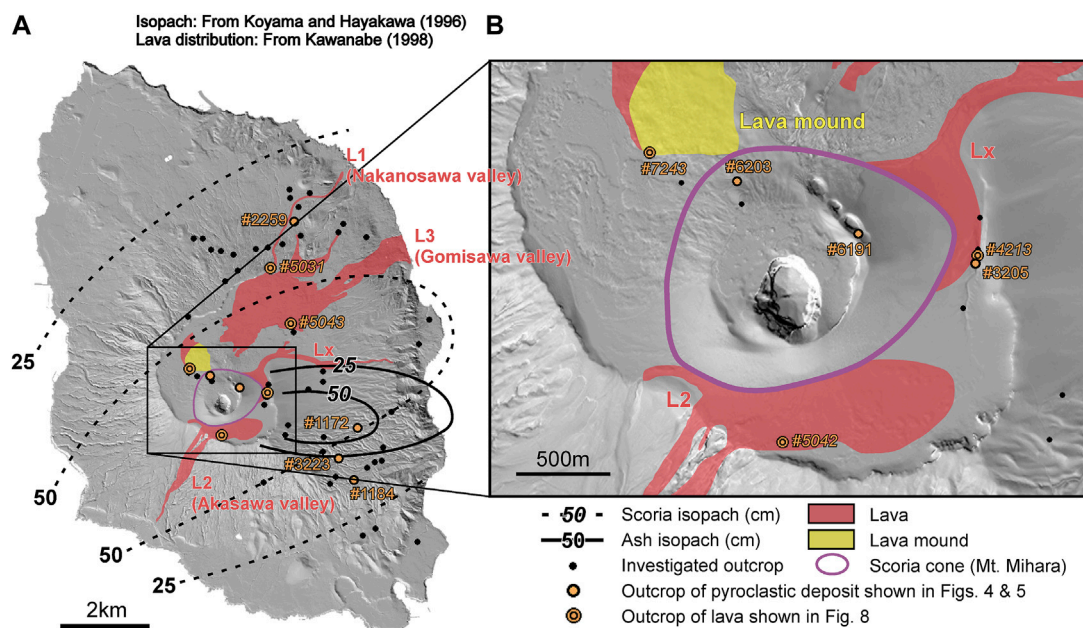 A
Isopach: From Koyama and Hayakawa (1996)
Lava distribution: From Kawanabe (1998)
L1
(Nakanosawa valley)
#2259
L3
(Gomisawa valley)
#5031
#5043
25
Lx
25
50
#1172
#3223
#1184
L2
(Akasawa valley)
50
50
25
2km
B
Lava mound
#7243
#6203
Lx
#6191
#4213
#3205
L2
#5042
500m
50 Scoria isopach (cm)
50 Ash isopach (cm)
Investigated outcrop
Lava
Lava mound
Scoria cone (Mt. Mihara)
Outcrop of pyroclastic deposit shown in Figs. 4 & 5
Outcrop of lava shown in Fig. 8